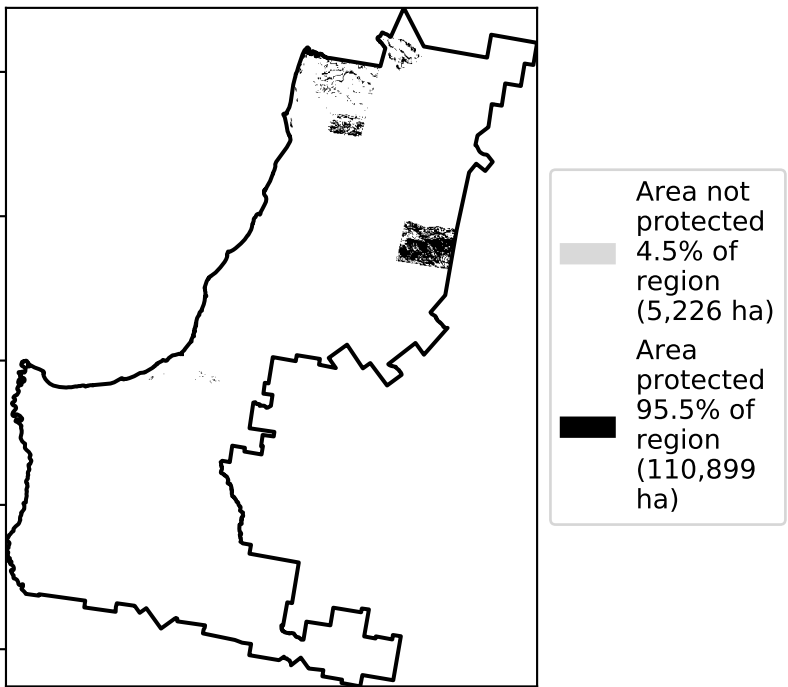 Area not
protected
4.5% of
region
(5,226 ha)
Area
protected
95.5% of
region
(110,899
ha)